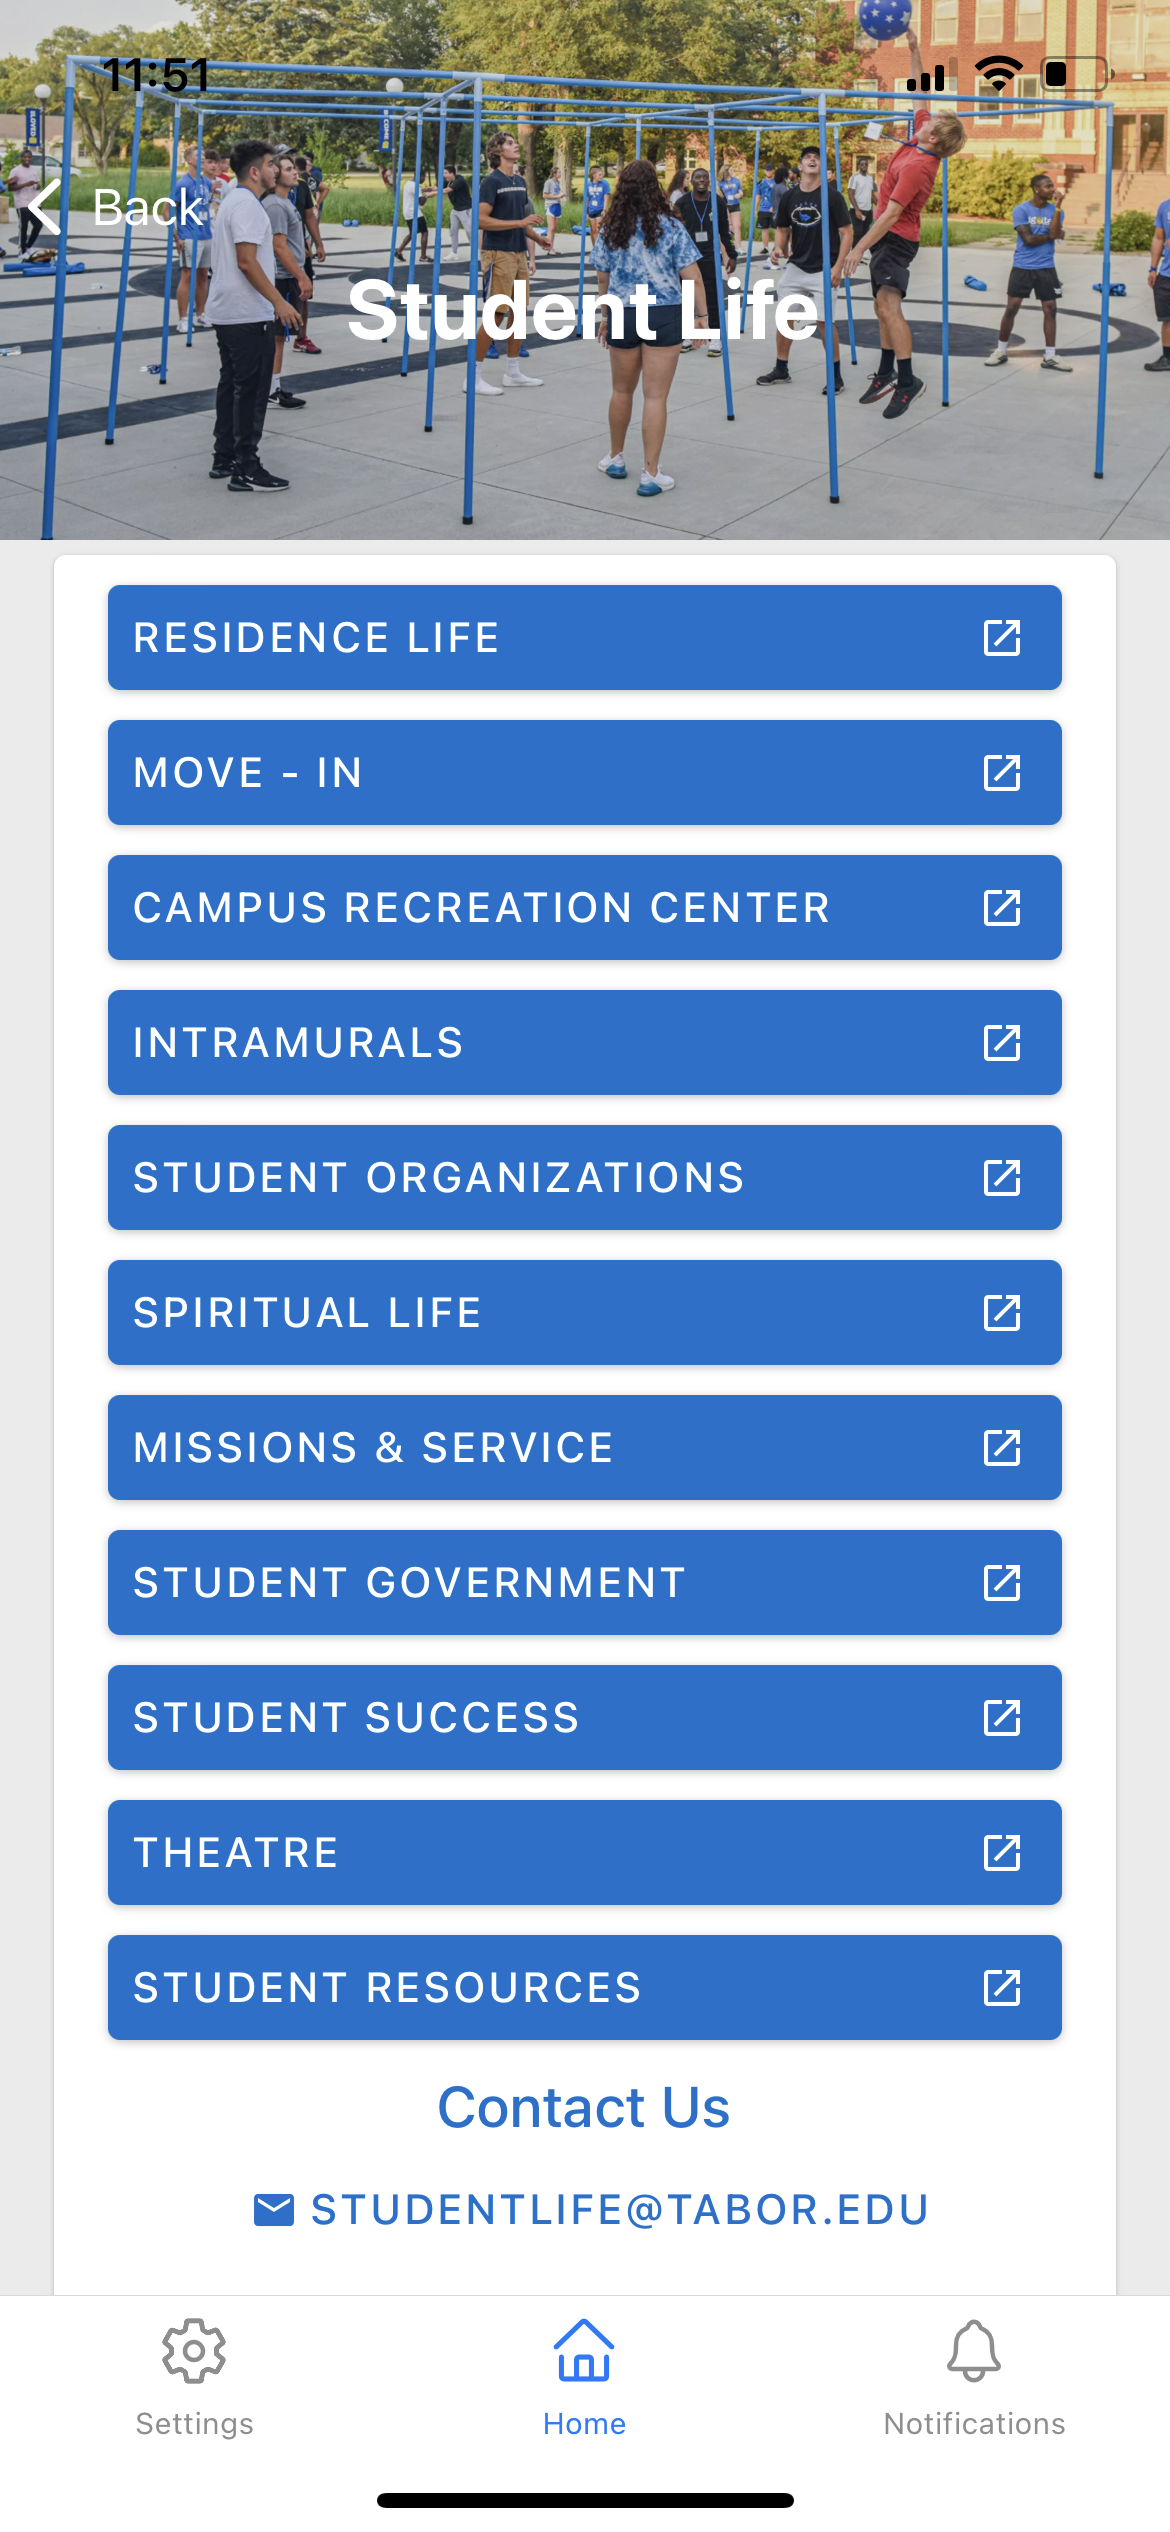 11:51
Back
Student Life
RESIDENCE LIFE
MOVE - IN
CAMPUS RECREATION CENTER
INTRAMURALS
STUDENT ORGANIZATIONS
SPIRITUAL LIFE
MISSIONS & SERVICE
STUDENT GOVERNMENT
STUDENT SUCCESS
THEATRE
STUDENT RESOURCES
Contact Us
STUDENTLIFE@TABOR.EDU
Settings
Home
Notifications